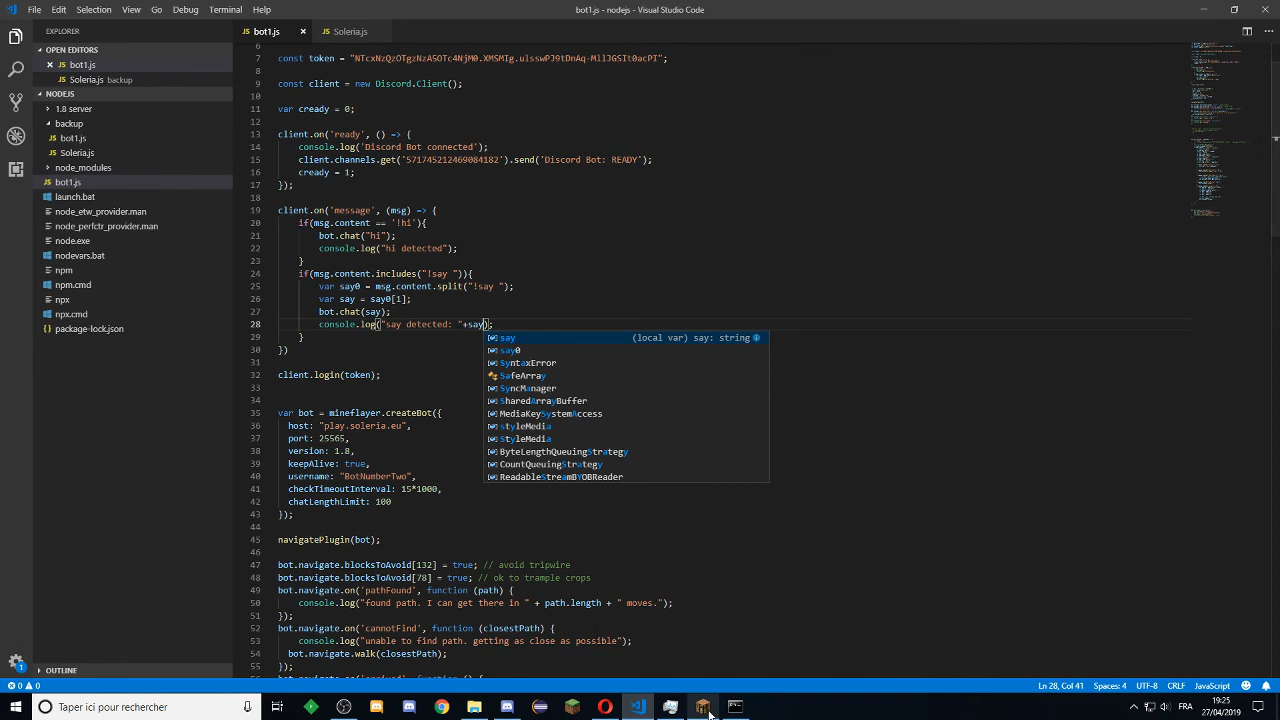 File Edit Selection View Go Debug Terminal Help
bot1.js - nodejs - Visual Studio Code
EXPLORER
OPEN EDITORS
bot1.js
Soleria.js backup
NODEJS
1.8 server
backup
bot1.js
Soleria.js
node_modules
bot1.js
launch.bat
node_etw_provider.man
node_perfctr_provider.man
node.exe
nodevars.bat
npm
npm.cmd
npx
npx.cmd
package-lock.json
OUTLINE
bot1.js
Soleria.js
6
7 const token = "
8
9 const client = new Discord.Client();
10
11 var cready = 0;
12
13 client.on('ready', () => {
14 console.log('Discord Bot connected');
15 client.channels.get('571745212469084182').send('Discord Bot: READY');
16 cready = 1;
17 });
18
19 client.on('message', (msg) => {
20 if(msg.content == '!hi'){
21 bot.chat("hi");
22 console.log("hi detected");
23 }
24 if(msg.content.includes("!say ")){
25 var say0 = msg.content.split("!say ");
26 var say = say0[1];
27 bot.chat(say);
28 console.log("say detected: "+say);
29 }
30 })
31
32 client.login(token);
33
34
35 var bot = mineflayer.createBot({
36 host: "play.soleria.eu",
37 port: 25565,
38 version: 1.8,
39 keepAlive: true,
40 username: "BotNumberTwo",
41 checkTimeoutInterval: 15*1000,
42 chatLengthLimit: 100
43 });
44
45 navigatePlugin(bot);
46
47 bot.navigate.blocksToAvoid[132] = true; // avoid tripwire
48 bot.navigate.blocksToAvoid[78] = true; // ok to trample crops
49 bot.navigate.on('pathFound', function (path) {
50 console.log("found path. I can get there in " + path.length + " moves.");
51 });
52 bot.navigate.on('cannotFind', function (closestPath) {
53 console.log("unable to find path. getting as close as possible");
54 bot.navigate.walk(closestPath);
55 });
say (local var) say: string
say0
SyntaxError
SafeArray
SyncManager
SharedArrayBuffer
MediaKeySystemAccess
styleMedia
StyleMedia
ByteLengthQueuingStrategy
CountQueuingStrategy
ReadableStreamBYOBReader
0 0
Ln 28, Col 41 Spaces: 4 UTF-8 CRLF JavaScript
1
Taper ici pour rechercher
19:25
27/04/2019